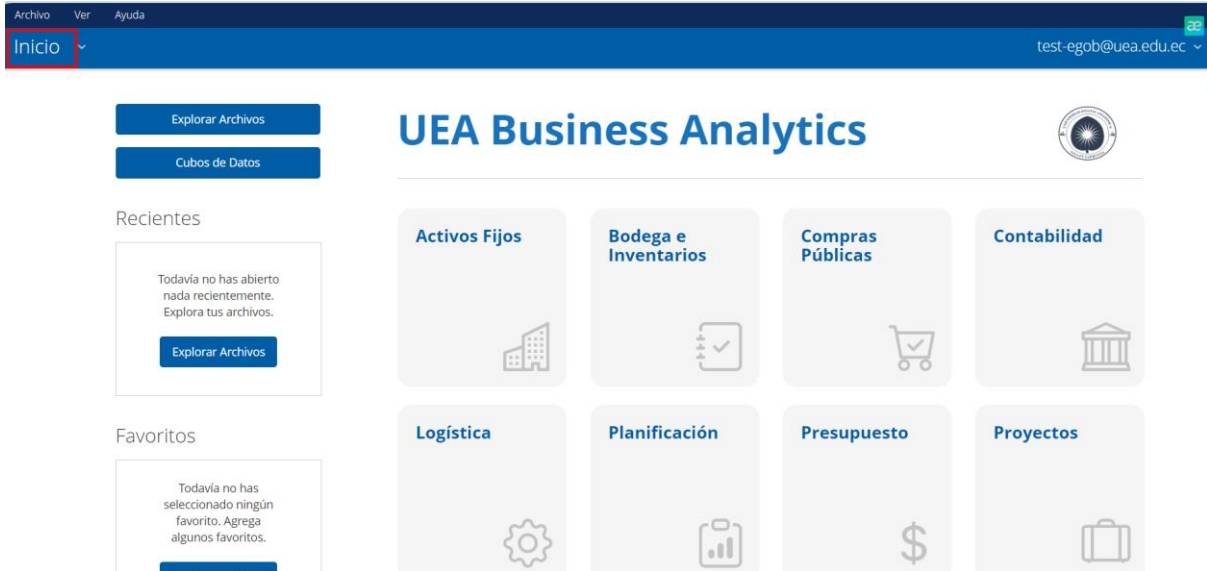 Archivo Ver Ayuda
æ
Inicio
test-egob@uea.edu.ec
Explorar Archivos
Cubos de Datos
UEA Business Analytics
Recientes
Todavía no has abierto
nada recientemente.
Explora tus archivos.
Explorar Archivos
Activos Fijos
Bodega e
Inventarios
Compras
Públicas
Contabilidad
Favoritos
Todavía no has
seleccionado ningún
favorito. Agrega
algunos favoritos.
Logística
Planificación
Presupuesto
$
Proyectos